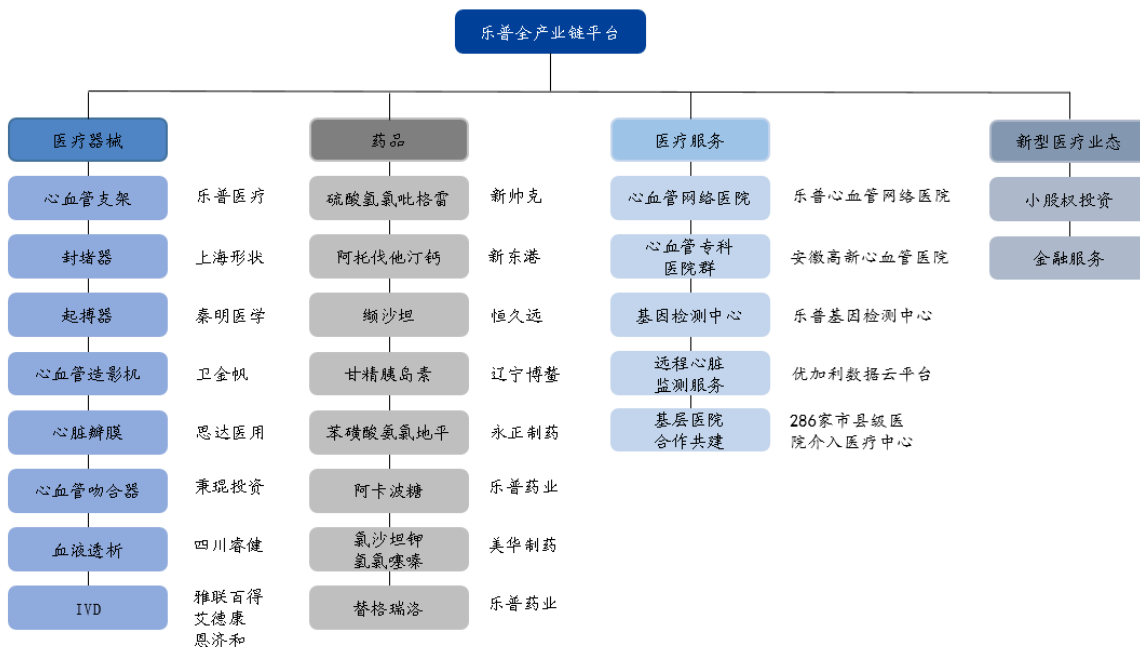 乐普全产业链平台
医疗器械
药品
医疗服务
新型医疗业态
心血管支架
乐普医疗
硫酸氢氯吡格雷
新帅克
心血管网络医院
乐普心血管网络医院
小股权投资
封堵器
上海形状
阿托伐他汀钙
新东港
心血管专科
医院群
安徽高新心血管医院
金融服务
起搏器
秦明医学
缬沙坦
恒久远
基因检测中心
乐普基因检测中心
心血管造影机
卫金帆
甘精胰岛素
辽宁博鳌
远程心脏
监测服务
优加利数据云平台
心脏瓣膜
思达医用
苯磺酸氨氯地平
永正制药
基层医院
合作共建
286家市县级医
院介入医疗中心
心血管吻合器
秉琨投资
阿卡波糖
乐普药业
血液透析
四川睿健
氯沙坦钾
氢氯噻嗪
美华制药
IVD
雅联百得
艾德康
恩济和
替格瑞洛
乐普药业